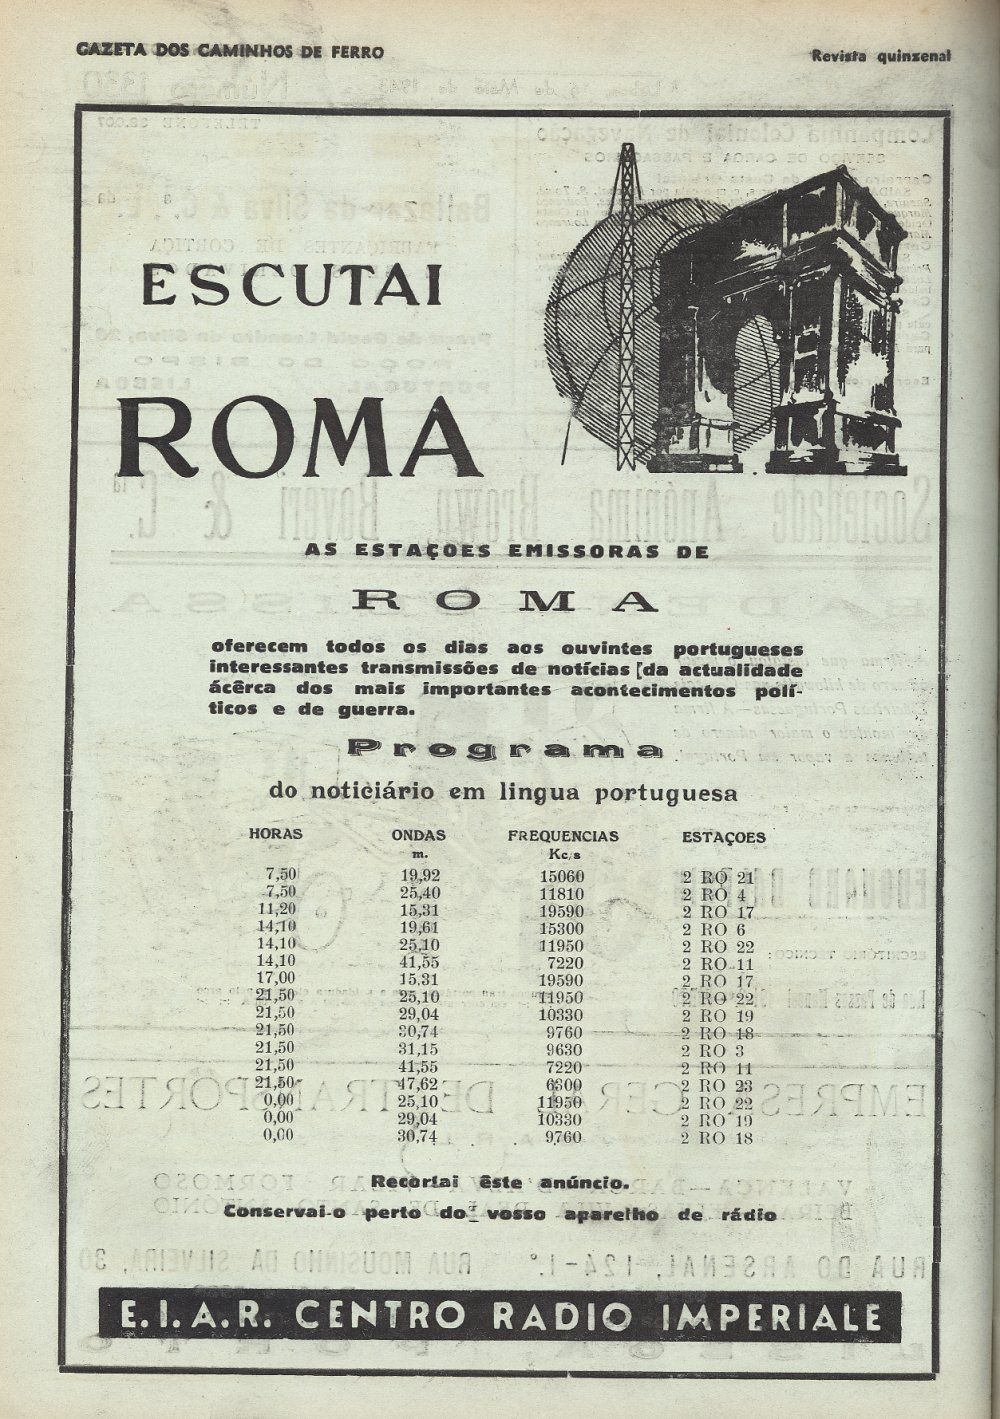 GAZETA DOS CAMINHOS DE FERRO
Revista quinzenal
ESCUTAI
ROMA
AS ESTAÇOES EMISSORAS DE
ROMA
oferecem todos os dias aos ouvintes portugueses
interessantes transmissões de notícias [da actualidade
ácêrca dos mais importantes acontecimentos polí-
ticos e de guerra.
Programa
do noticiário em lingua portuguesa
HORAS ONDAS FREQUENCIAS ESTAÇOES
m. Kc/s
7,50 19,92 15060 2 RO 21
7,50 25,40 11810 2 RO 4
11,20 15,31 19590 2 RO 17
14,10 19,61 15300 2 RO 6
14,10 25,10 11950 2 RO 22
14,10 41,55 7220 2 RO 11
17,00 15,31 19590 2 RO 17
21,50 25,10 11950 2 RO 22
21,50 29,04 10330 2 RO 19
21,50 30,74 9760 2 RO 18
21,50 31,15 9630 2 RO 3
21,50 41,55 7220 2 RO 11
21,50 47,62 6300 2 RO 23
0,00 25,10 11950 2 RO 22
0,00 29,04 10330 2 RO 19
0,00 30,74 9760 2 RO 18
Recortai êste anúncio.
Conservai-o perto do vosso aparelho de rádio
E.I.A.R. CENTRO RADIO IMPERIALE